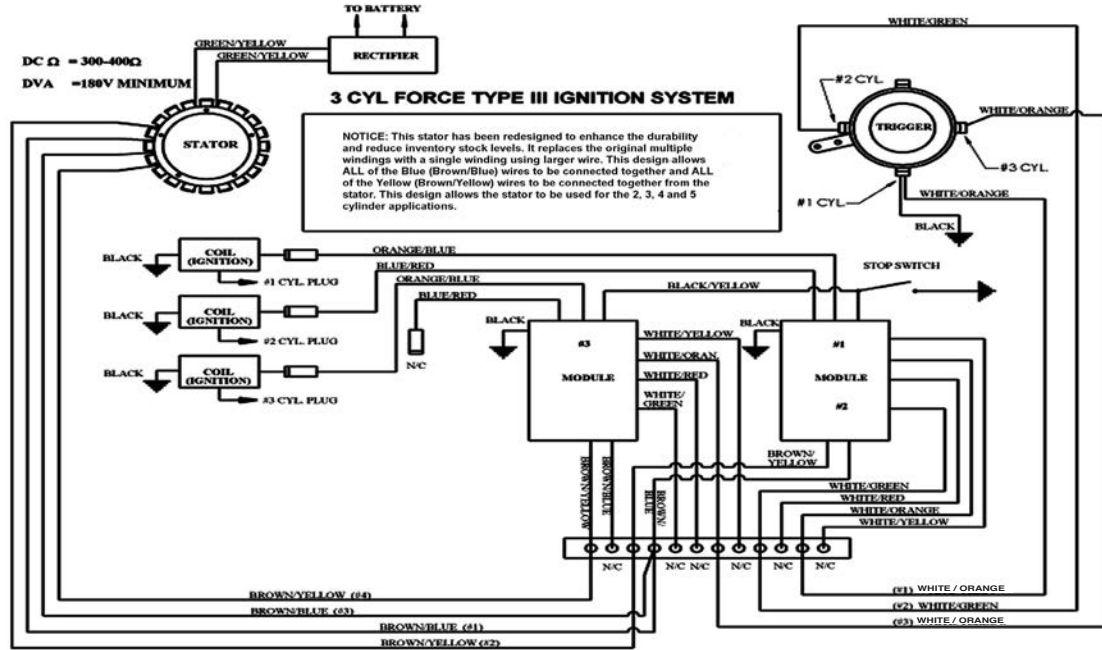 TO BATTERY
WHITE/GREEN
GREEN/YELLOW
GREEN/YELLOW
RECTIFIER
DC Ω = 300-400Ω
DVA =180V MINIMUM
#2 CYL.
3 CYL FORCE TYPE III IGNITION SYSTEM
WHITE/ORANGE
STATOR
TRIGGER
NOTICE: This stator has been redesigned to enhance the durability
and reduce inventory stock levels. It replaces the original multiple
windings with a single winding using larger wire. This design allows
ALL of the Blue (Brown/Blue) wires to be connected together and ALL
of the Yellow (Brown/Yellow) wires to be connected together from the
stator. This design allows the stator to be used for the 2, 3, 4 and 5
cylinder applications.
#3 CYL.
WHITE/ORANGE
#1 CYL.
BLACK
BLACK
COIL
(IGNITION)
ORANGE/BLUE
#1 CYL. PLUG
BLUE/RED
ORANGE/BLUE
STOP SWITCH
BLACK/YELLOW
BLUE/RED
BLACK
COIL
(IGNITION)
#2 CYL. PLUG
N/C
BLACK
COIL
(IGNITION)
#3 CYL. PLUG
BLACK
#3
MODULE
WHITE/YELLOW
WHITE/ORAN
WHITE/RED
WHITE/
GREEN
BLACK
#1
MODULE
#2
BROWN/YELLOW
BROWN/BLUE
BROWN/
BLUE
BROWN/
YELLOW
WHITE/GREEN
WHITE/RED
WHITE/ORANGE
WHITE/YELLOW
N/C
N/C
N/C
N/C
N/C
N/C
BROWN/YELLOW (#4)
BROWN/BLUE (#3)
BROWN/BLUE (#1)
BROWN/YELLOW (#2)
(#1) WHITE / ORANGE
(#2) WHITE/GREEN
(#3) WHITE / ORANGE